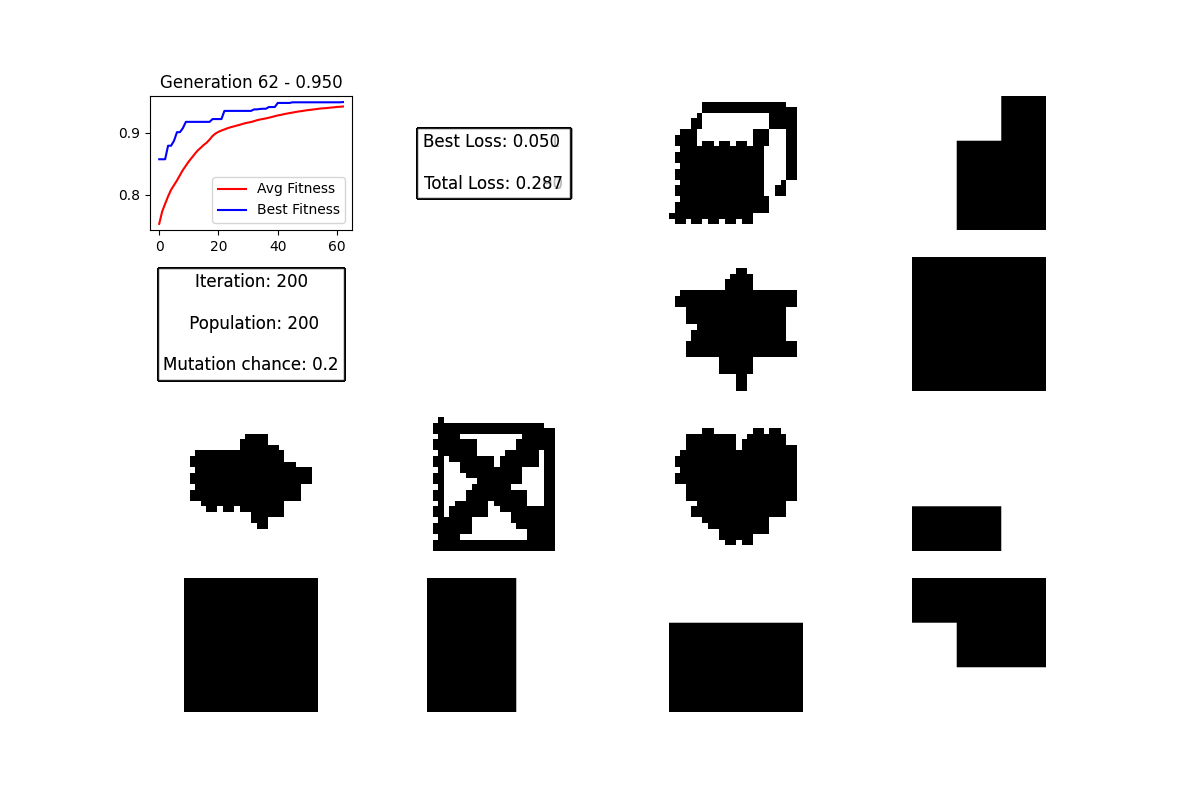 Generation 62 - 0.950
0.9
0.8
Avg Fitness
Best Fitness
0 20 40 60
Best Loss: 0.050
Total Loss: 0.287
Iteration: 200
Population: 200
Mutation chance: 0.2